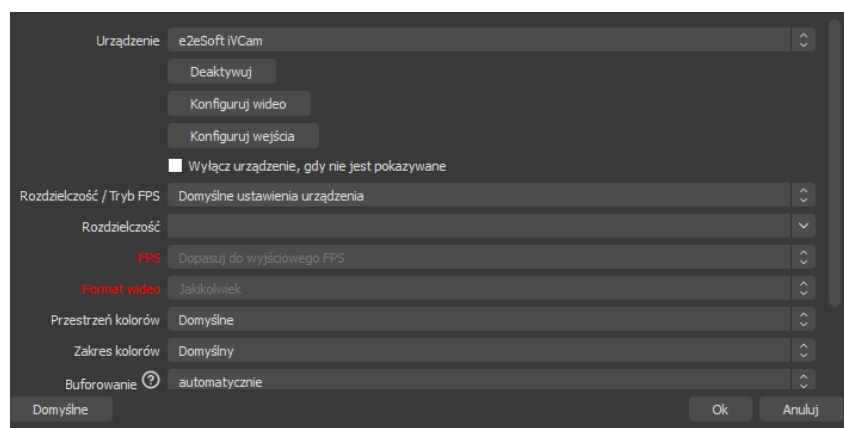 Urządzenie e2eSoft iVCam
Deaktywuj
Konfiguruj wideo
Konfiguruj wejścia
Wyłącz urządzenie, gdy nie jest pokazywane
Rozdzielczość / Tryb FPS Domyślne ustawienia urządzenia
Rozdzielczość
FPS Dopasuj do wyjściowego FPS
Format wideo Jakikolwiek
Przestrzeń kolorów Domyślne
Zakres kolorów Domyślny
Buforowanie ? automatycznie
Domyślne Ok Anuluj